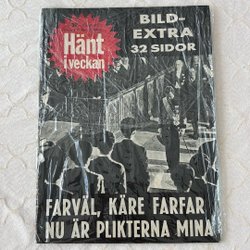 Hänt
i veckan
BILD-
EXTRA
32 SIDOR
FARVÄL, KÄRE FARFAR
NU ÄR PLIKTERNA MINA